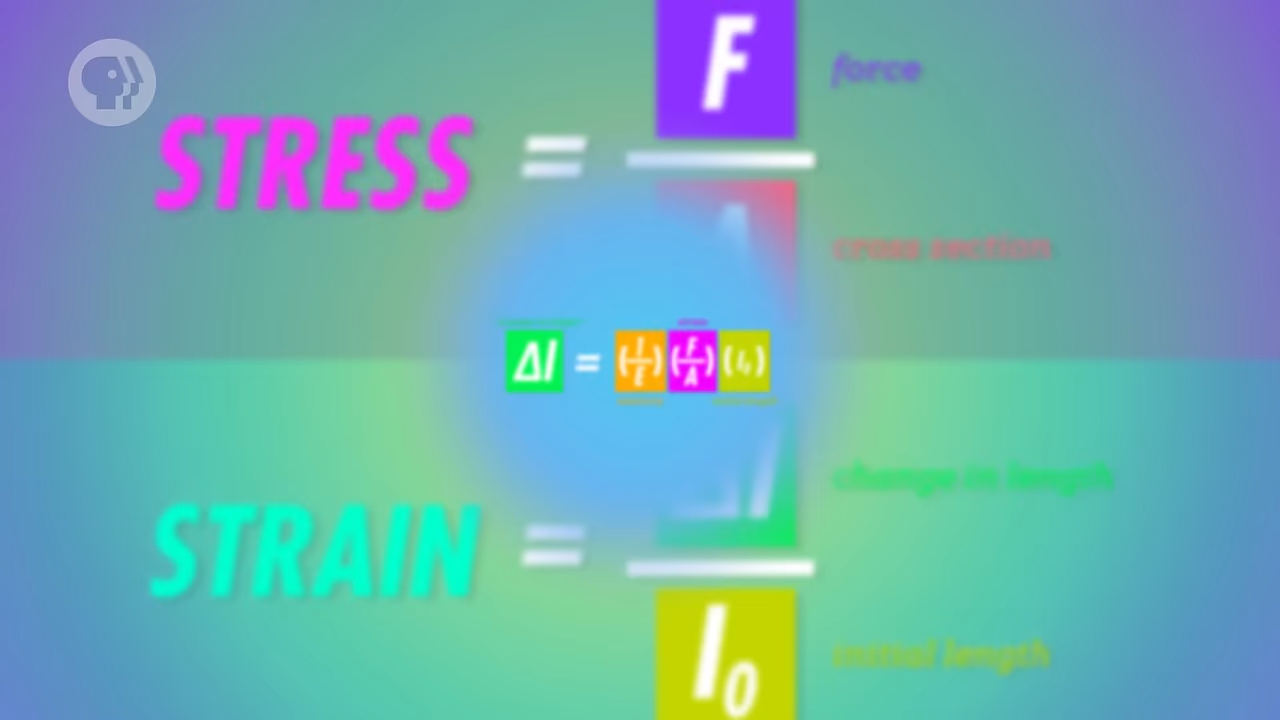 F force
STRESS =
cross section
Δl = (1/E) (F/A) (l₀)
change in length
STRAIN =
l₀ initial length